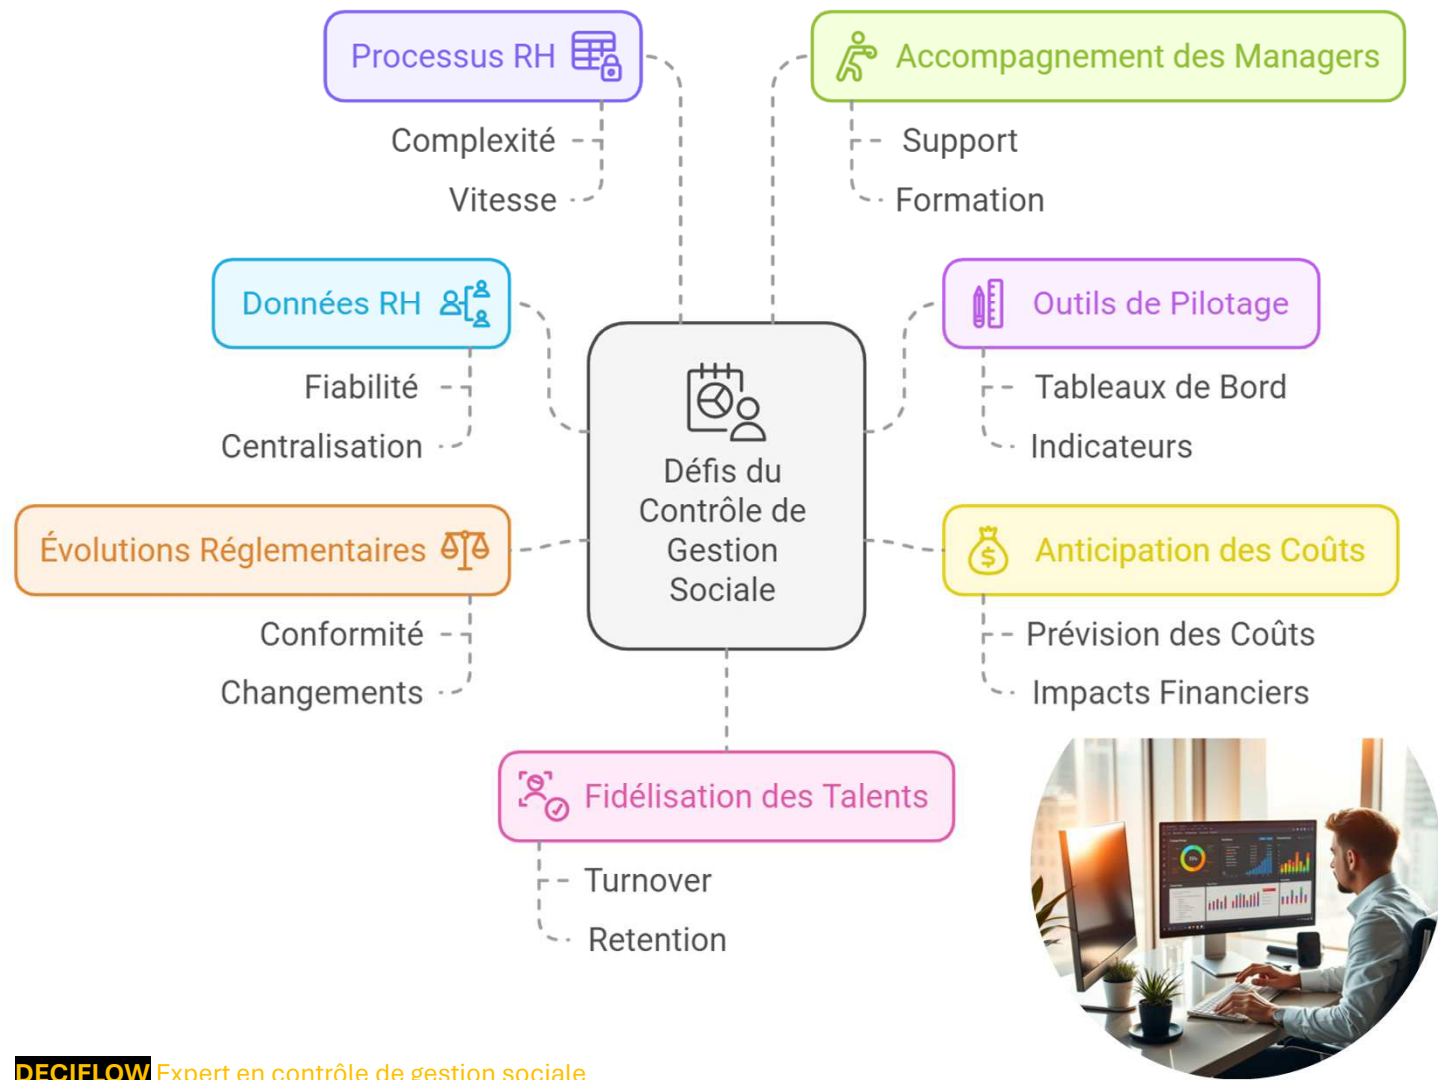 Processus RH
Complexité
Vitesse
Accompagnement des Managers
Support
Formation
Données RH
Fiabilité
Centralisation
Outils de Pilotage
Tableaux de Bord
Indicateurs
Défis du
Contrôle de
Gestion
Sociale
Évolutions Réglementaires
Conformité
Changements
Anticipation des Coûts
$
Prévision des Coûts
Impacts Financiers
Fidélisation des Talents
Turnover
Retention
DECIFLOW Expert en contrôle de gestion sociale